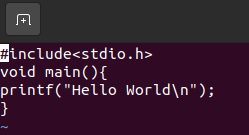 #include<stdio.h>
void main(){
printf("Hello World\n");
}
~